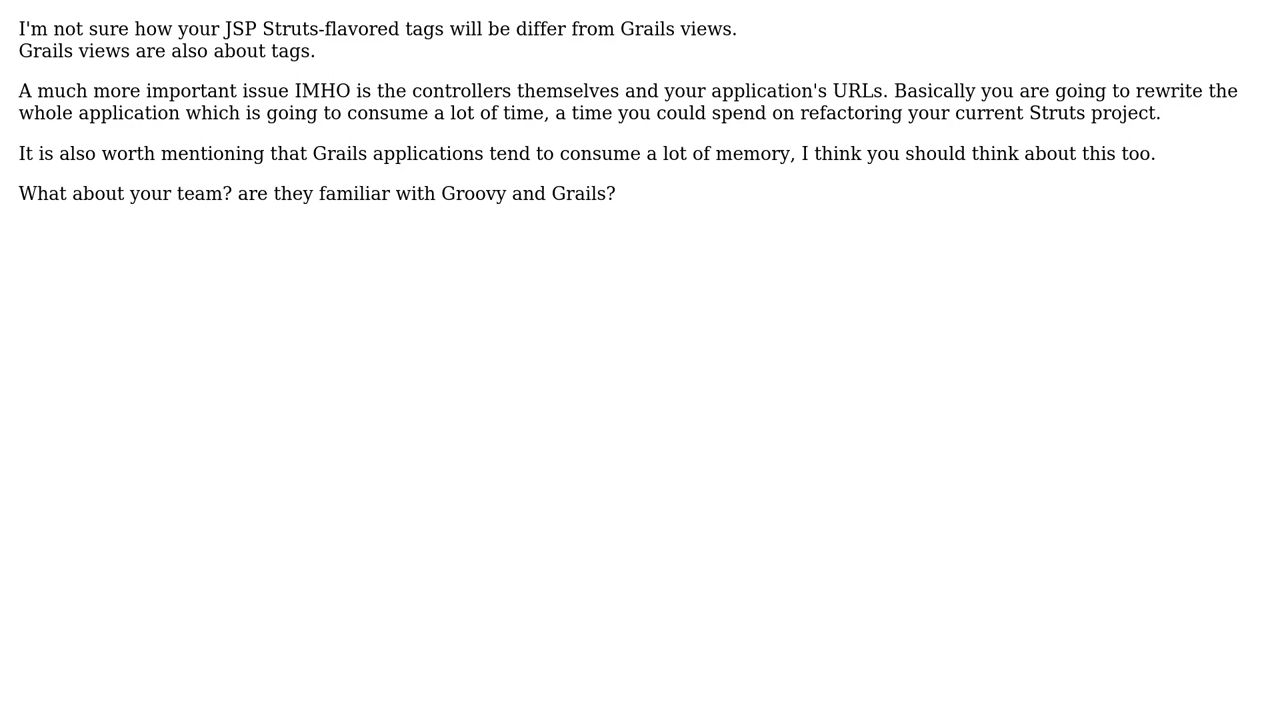 I'm not sure how your JSP Struts-flavored tags will be differ from Grails views.
Grails views are also about tags.
A much more important issue IMHO is the controllers themselves and your application's URLs. Basically you are going to rewrite the
whole application which is going to consume a lot of time, a time you could spend on refactoring your current Struts project.
It is also worth mentioning that Grails applications tend to consume a lot of memory, I think you should think about this too.
What about your team? are they familiar with Groovy and Grails?